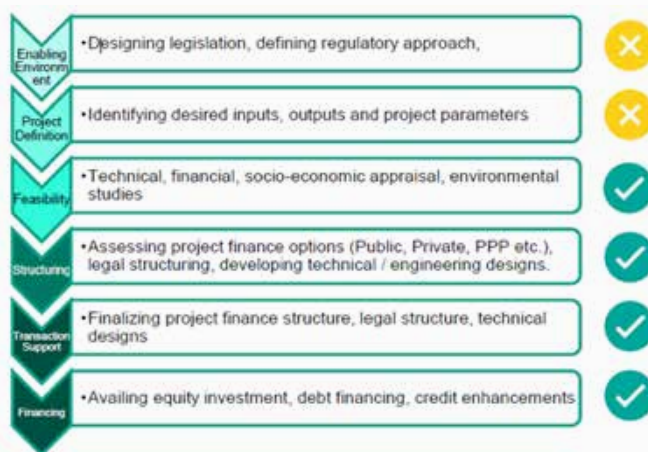 Enabling
Environm
ent
•Designing legislation, defining regulatory approach,
Project
Definition
•Identifying desired inputs, outputs and project parameters
Feasibility
•Technical, financial, socio-economic appraisal, environmental
studies
Structuring
•Assessing project finance options (Public, Private, PPP etc.),
legal structuring, developing technical / engineering designs.
Transaction
Support
•Finalizing project finance structure, legal structure, technical
designs
Financing
•Availing equity investment, debt financing, credit enhancements